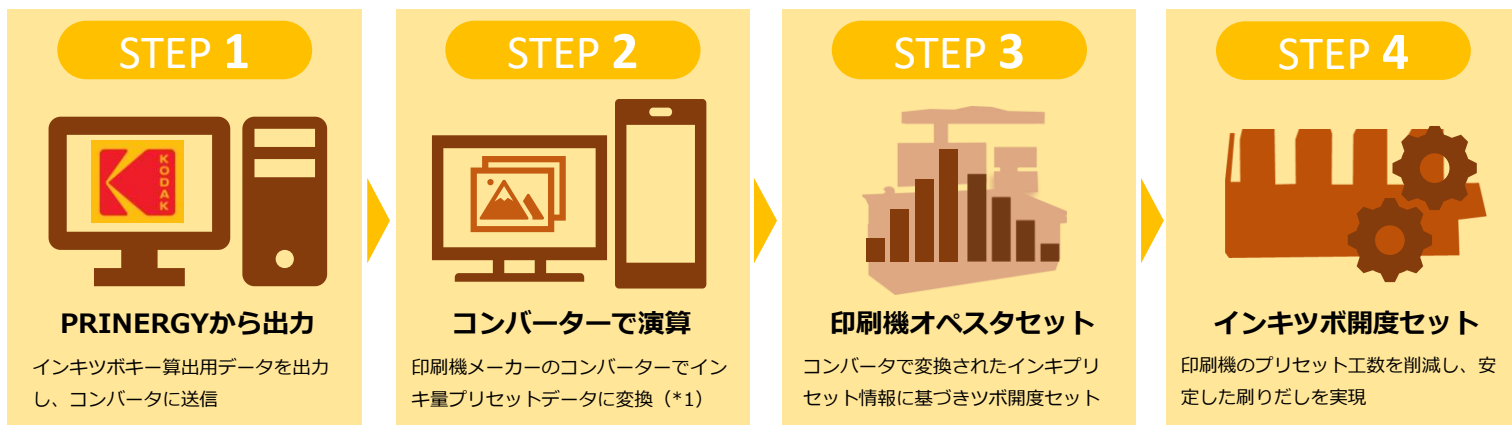 STEP 1
KODAK
PRINERGYから出力
インキツボキー算出用データを出力
し、コンバータに送信
STEP 2
コンバーターで演算
印刷機メーカーのコンバーターでイン
キ量プリセットデータに変換（*1）
STEP 3
印刷機オペスタセット
コンバータで変換されたインキプリ
セット情報に基づきツボ開度セット
STEP 4
インキツボ開度セット
印刷機のプリセット工数を削減し、安
定した刷りだしを実現